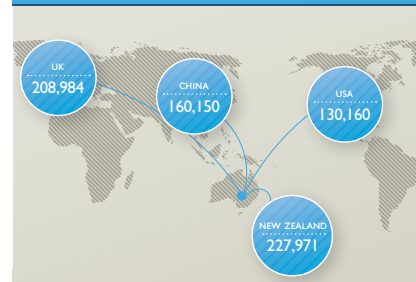 UK
208,984
CHINA
160,150
USA
130,160
NEW ZEALAND
227,971